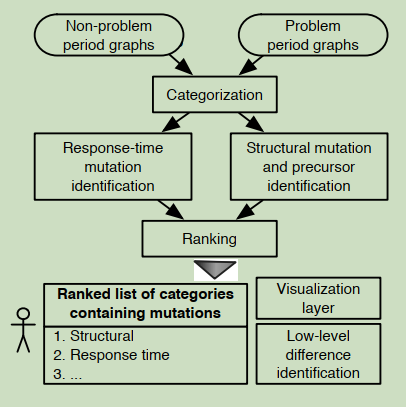 Non-problem
period graphs
Problem
period graphs
Categorization
Response-time
mutation
identification
Structural mutation
and precursor
identification
Ranking
Ranked list of categories
containing mutations
1. Structural
2. Response time
3. ...
Visualization
layer
Low-level
difference
identification